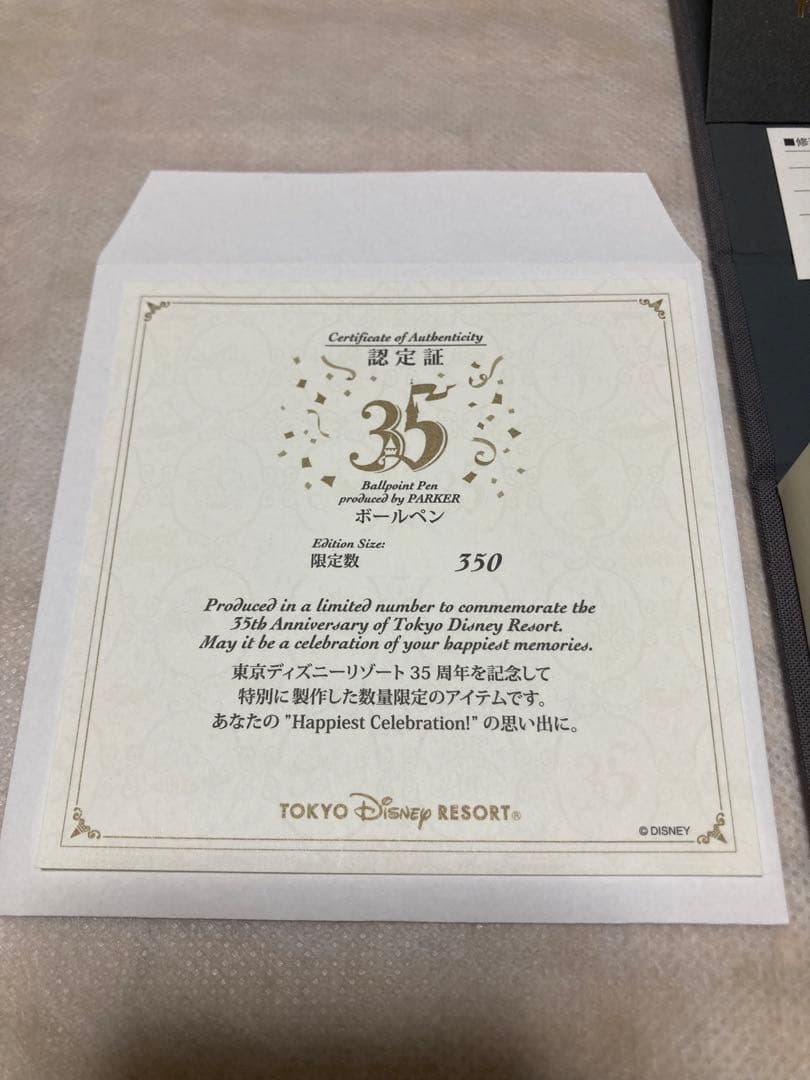 Certificate of Authenticity
認定証
35
Ballpoint Pen
produced by PARKER
ボールペン
Edition Size:
限定数 350
Produced in a limited number to commemorate the
35th Anniversary of Tokyo Disney Resort.
May it be a celebration of your happiest memories.
東京ディズニーリゾート 35 周年を記念して
特別に製作した数量限定のアイテムです。
あなたの "Happiest Celebration!" の思い出に。
TOKYO Disney RESORT®
© DISNEY